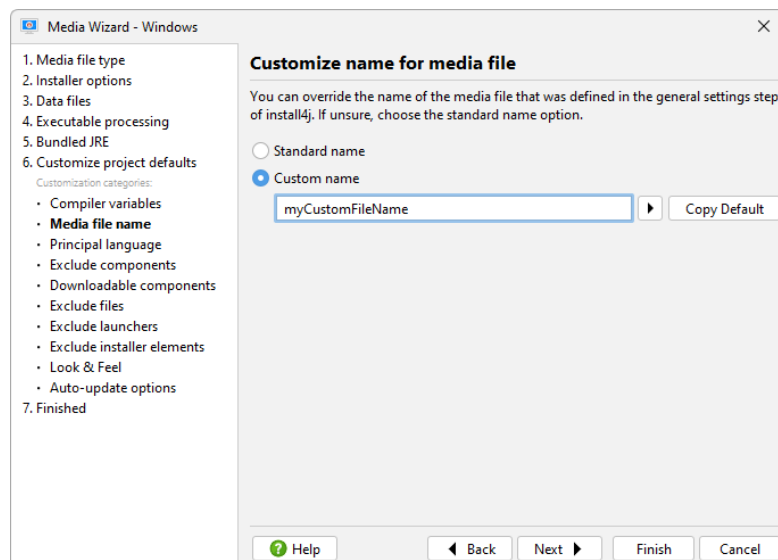 Media Wizard - Windows
1. Media file type
2. Installer options
3. Data files
4. Executable processing
5. Bundled JRE
6. Customize project defaults
Customization categories:
• Compiler variables
• Media file name
• Principal language
• Exclude components
• Downloadable components
• Exclude files
• Exclude launchers
• Exclude installer elements
• Look & Feel
• Auto-update options
7. Finished
Customize name for media file
You can override the name of the media file that was defined in the general settings step
of install4j. If unsure, choose the standard name option.
Standard name
Custom name
myCustomFileName
Copy Default
Help
Back
Next
Finish
Cancel